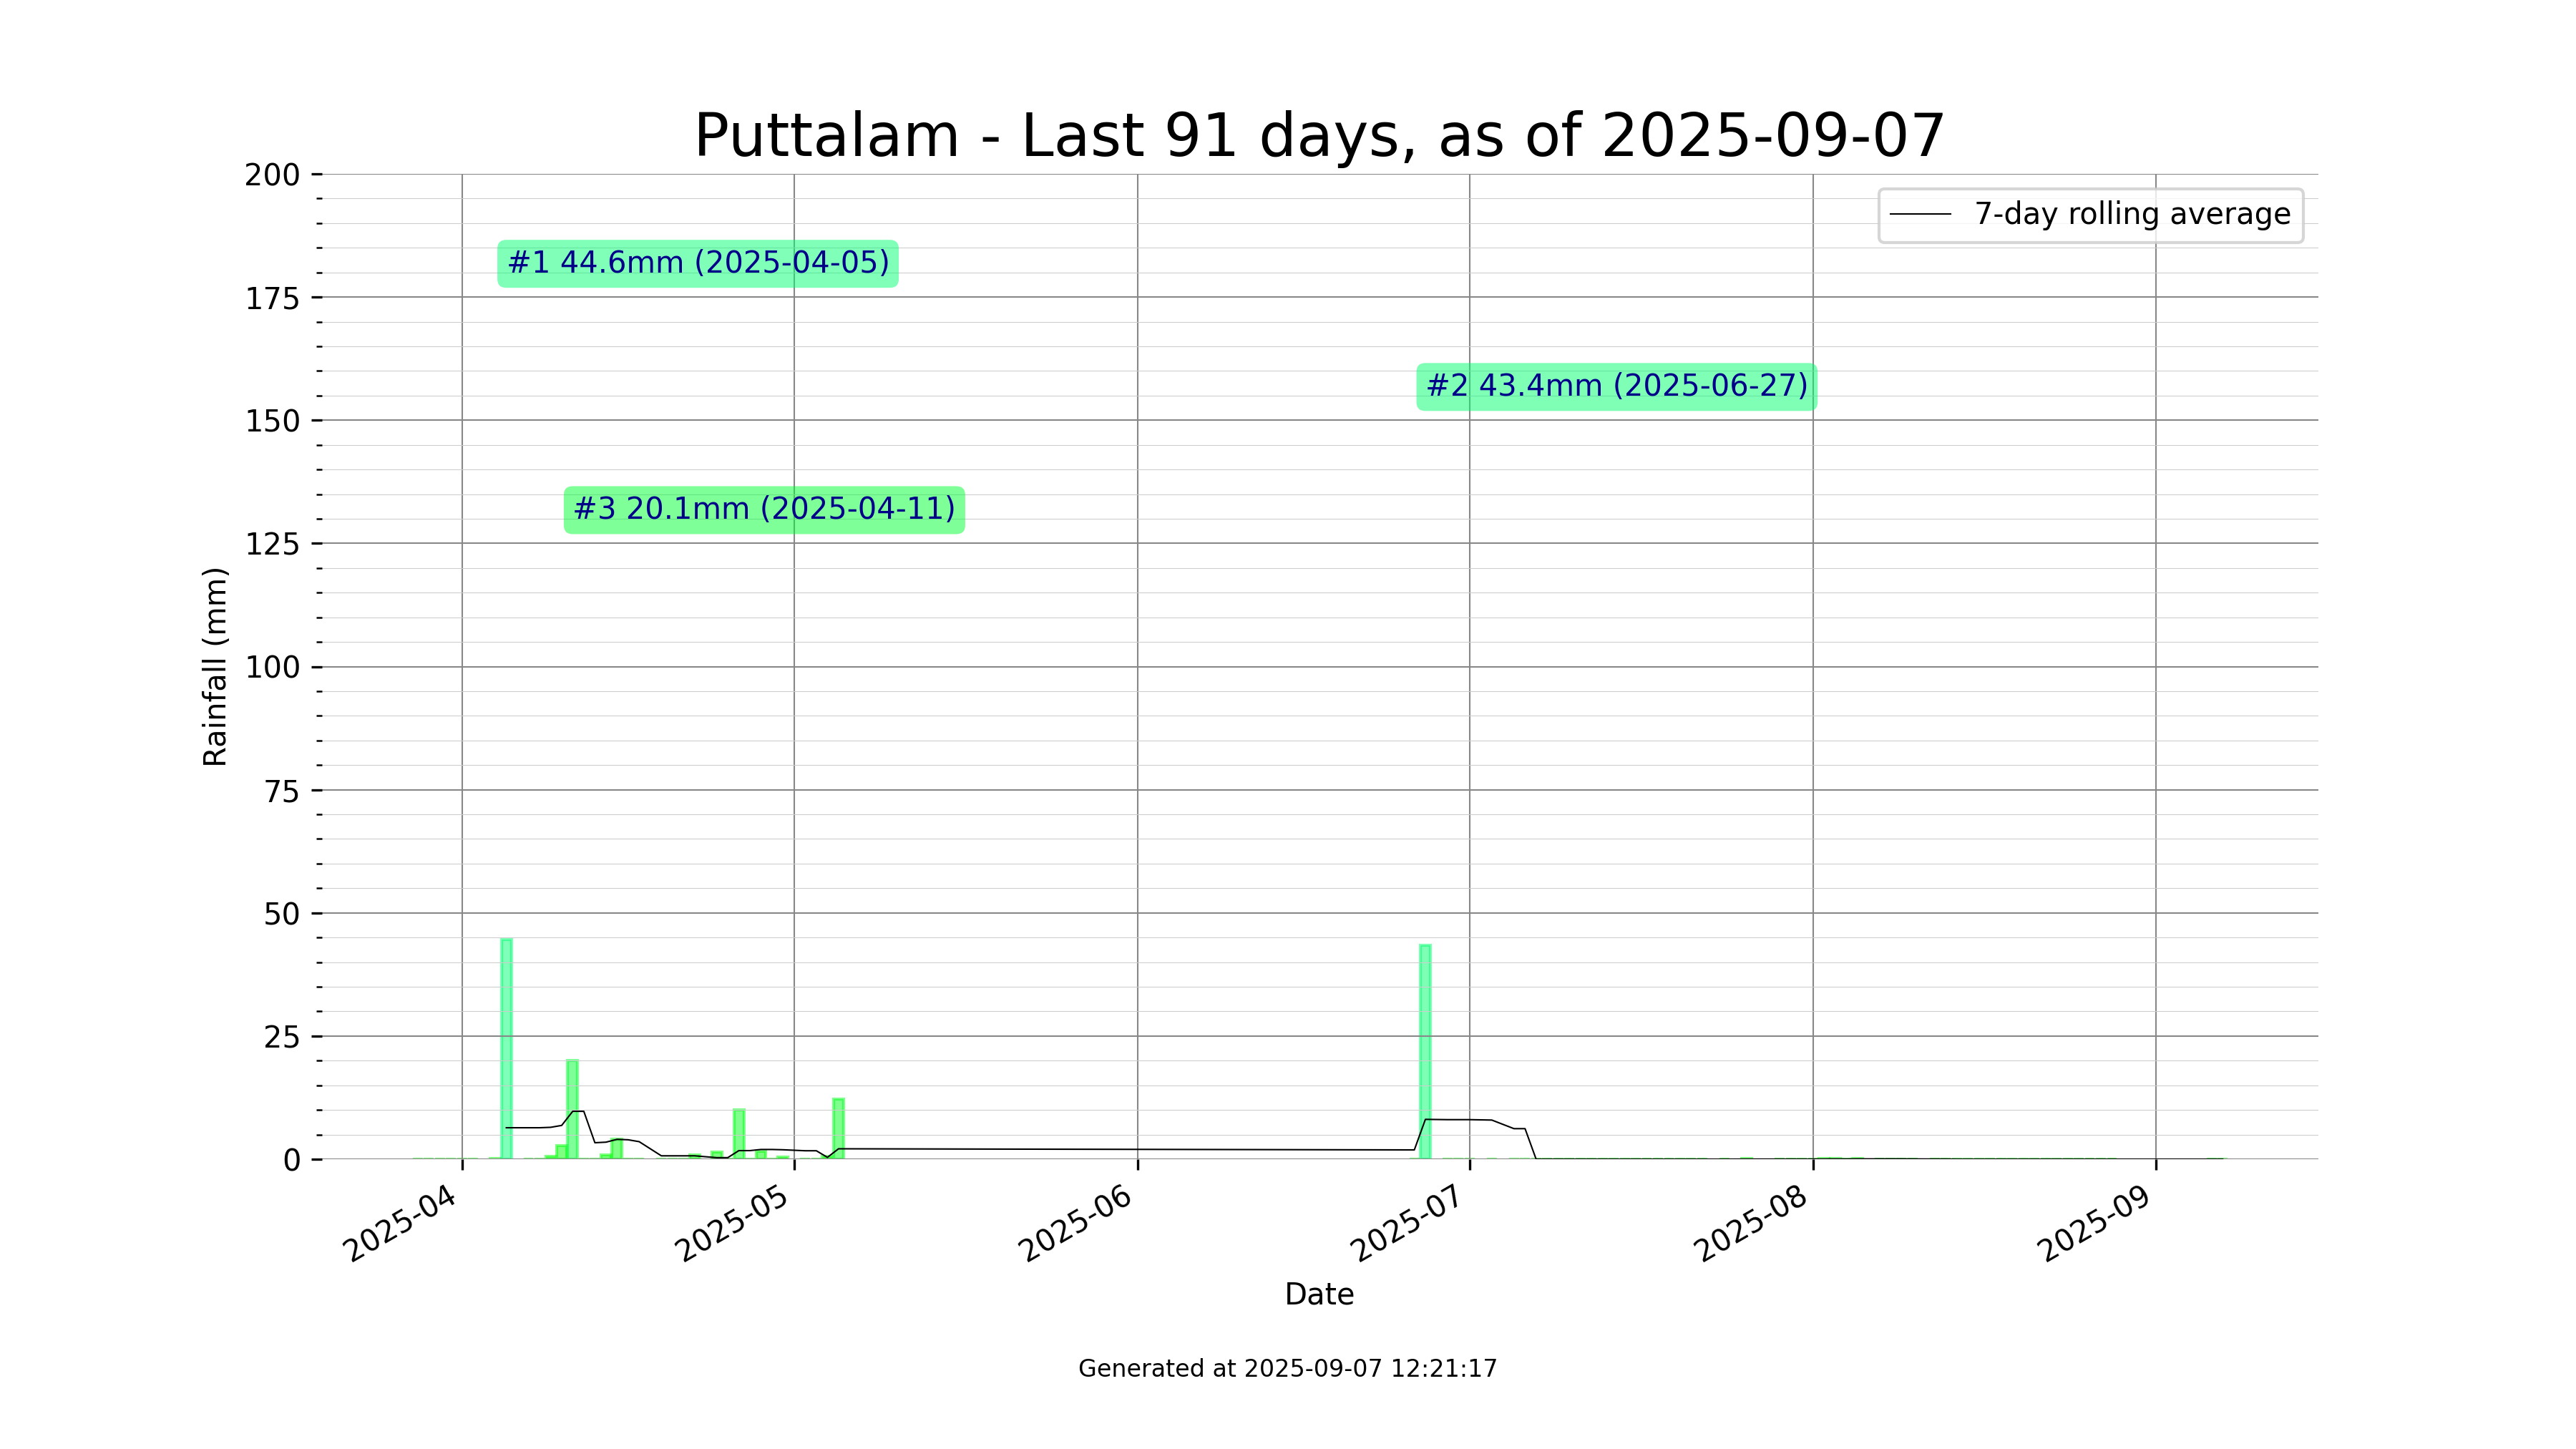 Puttalam - Last 91 days, as of 2025-09-07
200
175
150
125
100
75
50
25
0
Rainfall (mm)
7-day rolling average
#1 44.6mm (2025-04-05)
#2 43.4mm (2025-06-27)
#3 20.1mm (2025-04-11)
2025-04
2025-05
2025-06
2025-07
2025-08
2025-09
Date
Generated at 2025-09-07 12:21:17